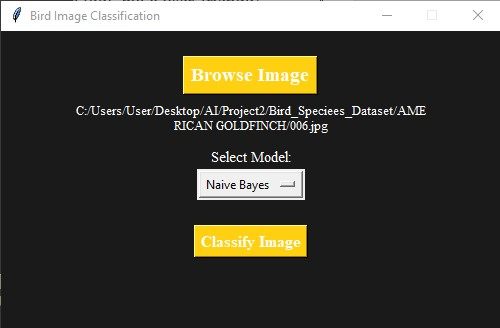 Bird Image Classification
Browse Image
C:/Users/User/Desktop/AI/Project2/Bird_Speciees_Dataset/AME
RICAN GOLDFINCH/006.jpg
Select Model:
Naive Bayes
Classify Image